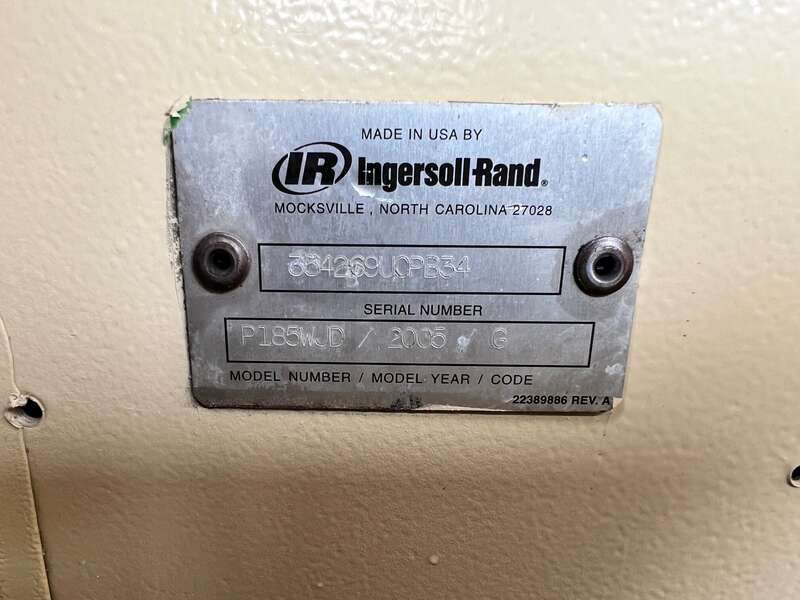 MADE IN USA BY
IR Ingersoll-Rand®
MOCKSVILLE , NORTH CAROLINA 27028
354269UOPB34
SERIAL NUMBER
P185WJD / 2005 / G
MODEL NUMBER / MODEL YEAR / CODE
22389886 REV. A